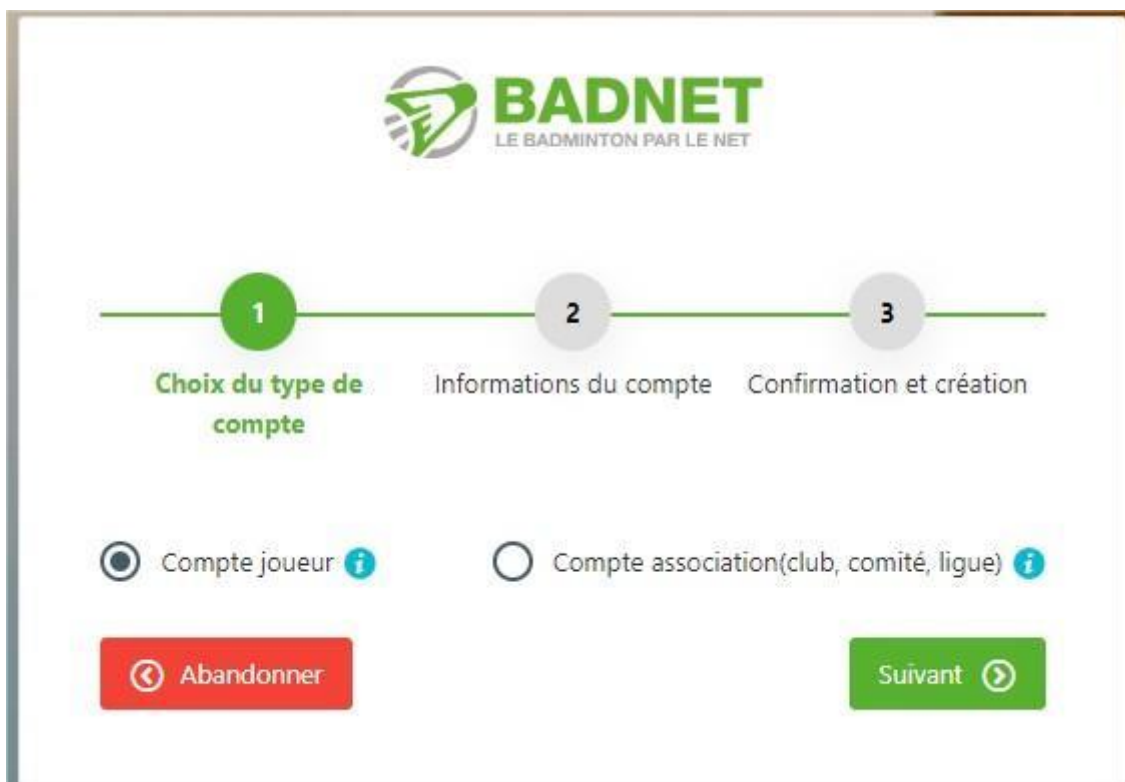 BADNET
LE BADMINTON PAR LE NET
1
2
3
Choix du type de
compte
Informations du compte
Confirmation et création
Compte joueur i
Compte association(club, comité, ligue) i
Abandonner
Suivant